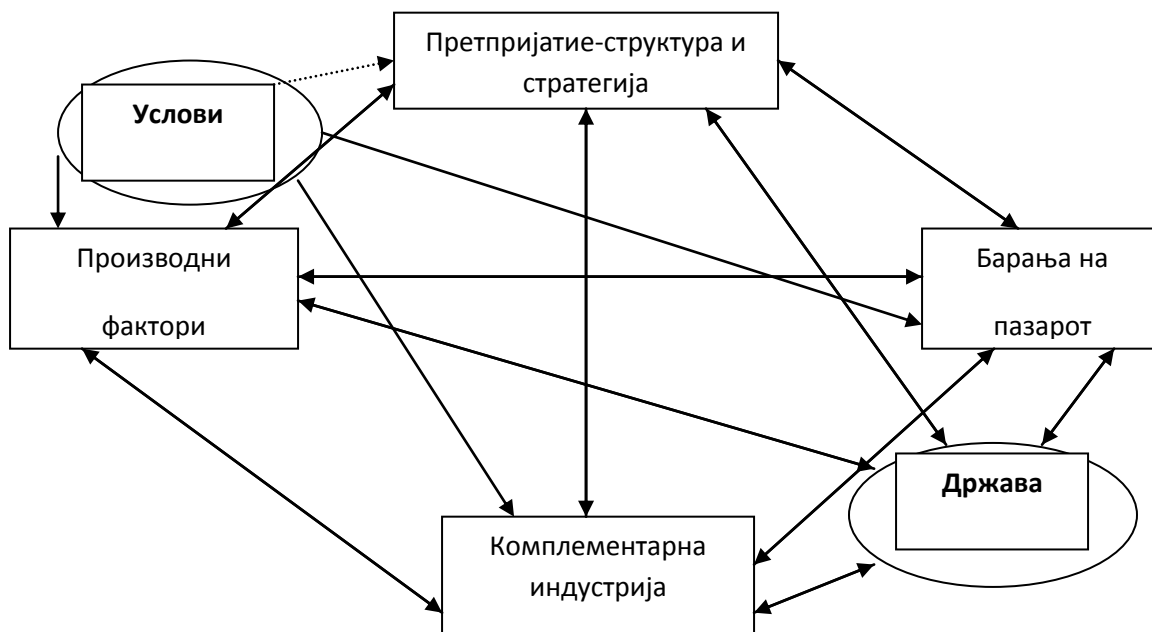 Претпријатие-структура и
стратегија
Услови
Производни
фактори
Барања на
пазарот
Држава
Комплементарна
индустрија